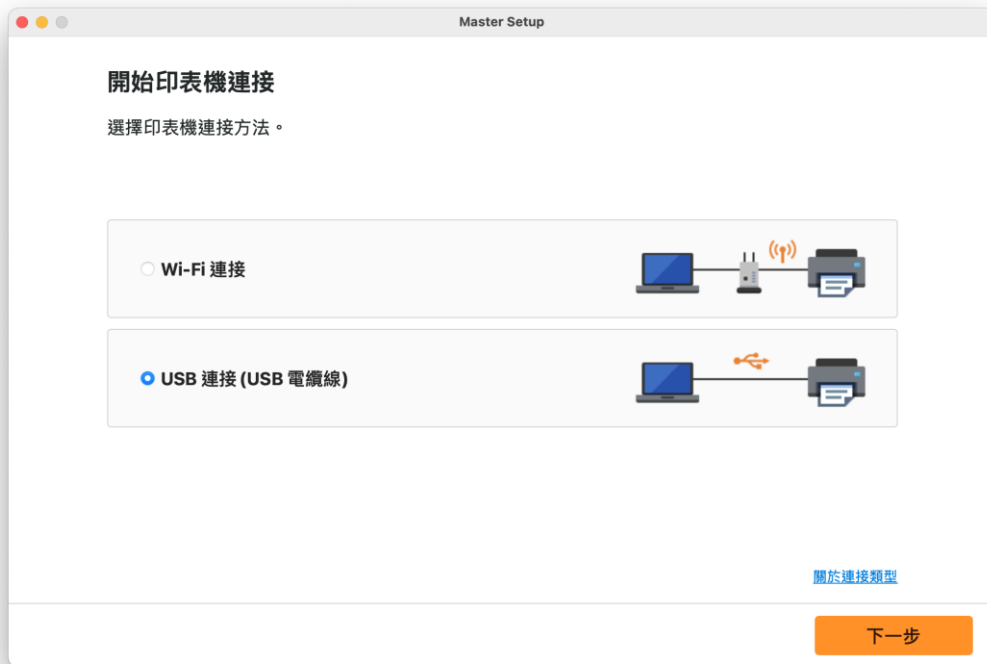 Master Setup
開始印表機連接
選擇印表機連接方法。
Wi-Fi 連接
USB 連接 (USB 電纜線)
關於連接類型
下一步